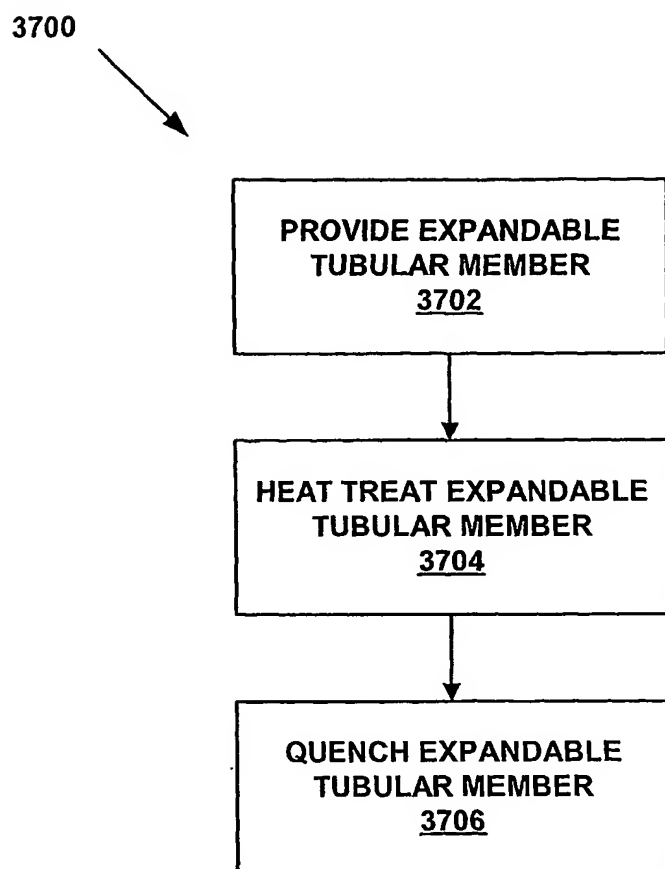 3700
PROVIDE EXPANDABLE
TUBULAR MEMBER
3702
HEAT TREAT EXPANDABLE
TUBULAR MEMBER
3704
QUENCH EXPANDABLE
TUBULAR MEMBER
3706